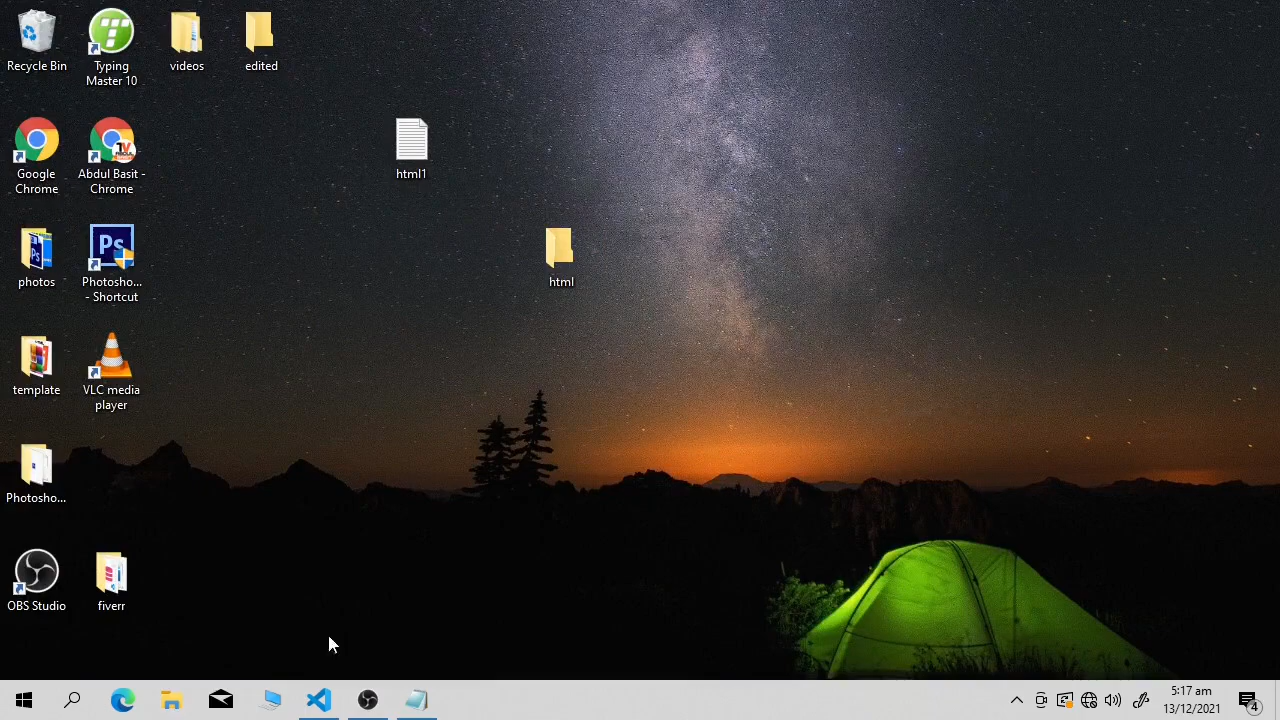 Recycle Bin
Typing
Master 10
videos
edited
Google
Chrome
Abdul Basit -
Chrome
html1
photos
Ps
Photosho...
- Shortcut
html
template
VLC media
player
Photosho...
OBS Studio
fiverr
5:17 am
13/12/2021
4